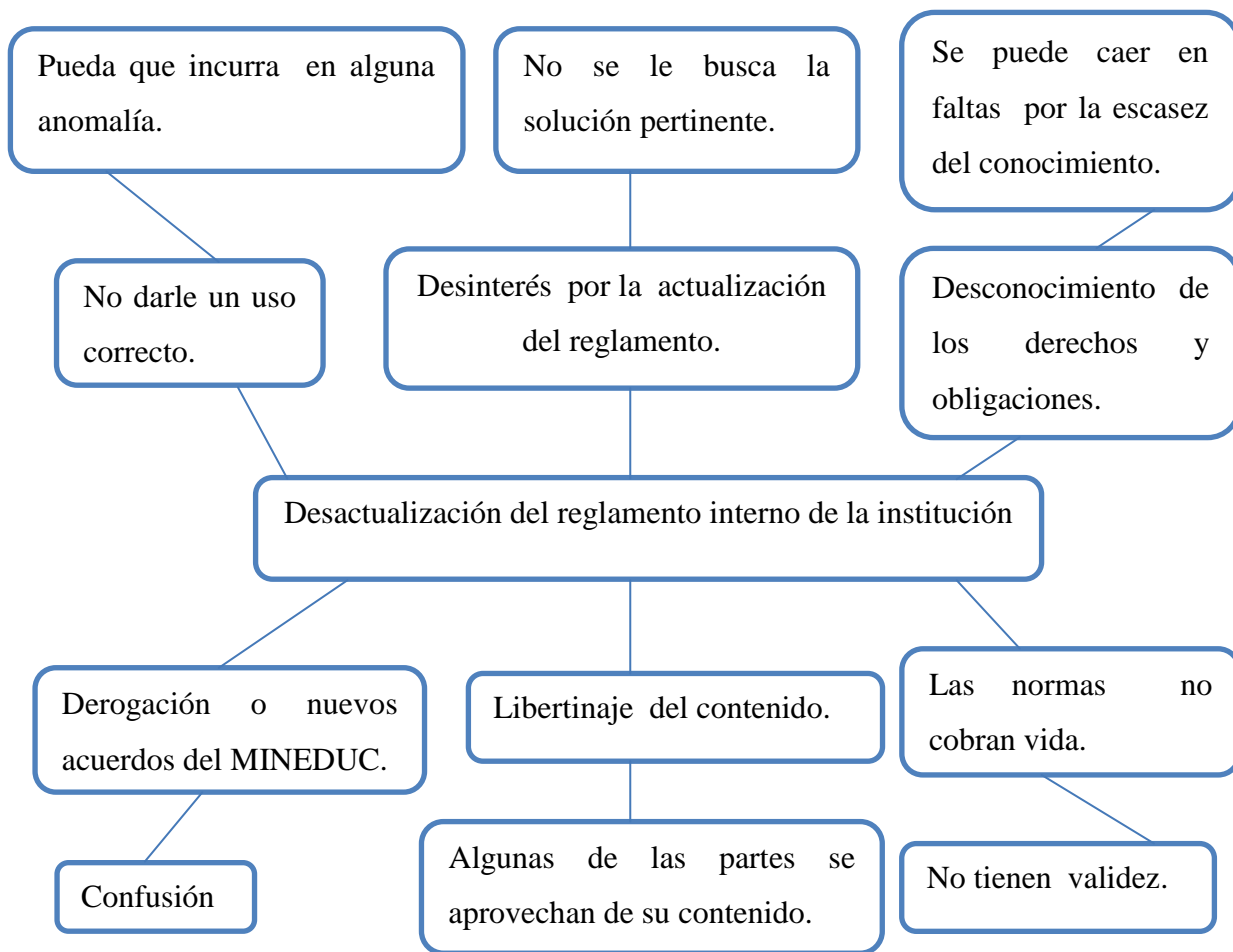 Pueda que incurra en alguna
anomalía.
No se le busca la
solución pertinente.
Se puede caer en
faltas por la escasez
del conocimiento.
No darle un uso
correcto.
Desinterés por la actualización
del reglamento.
Desconocimiento de
los derechos y
obligaciones.
Desactualización del reglamento interno de la institución
Derogación o nuevos
acuerdos del MINEDUC.
Libertinaje del contenido.
Las normas no
cobran vida.
Confusión
Algunas de las partes se
aprovechan de su contenido.
No tienen validez.